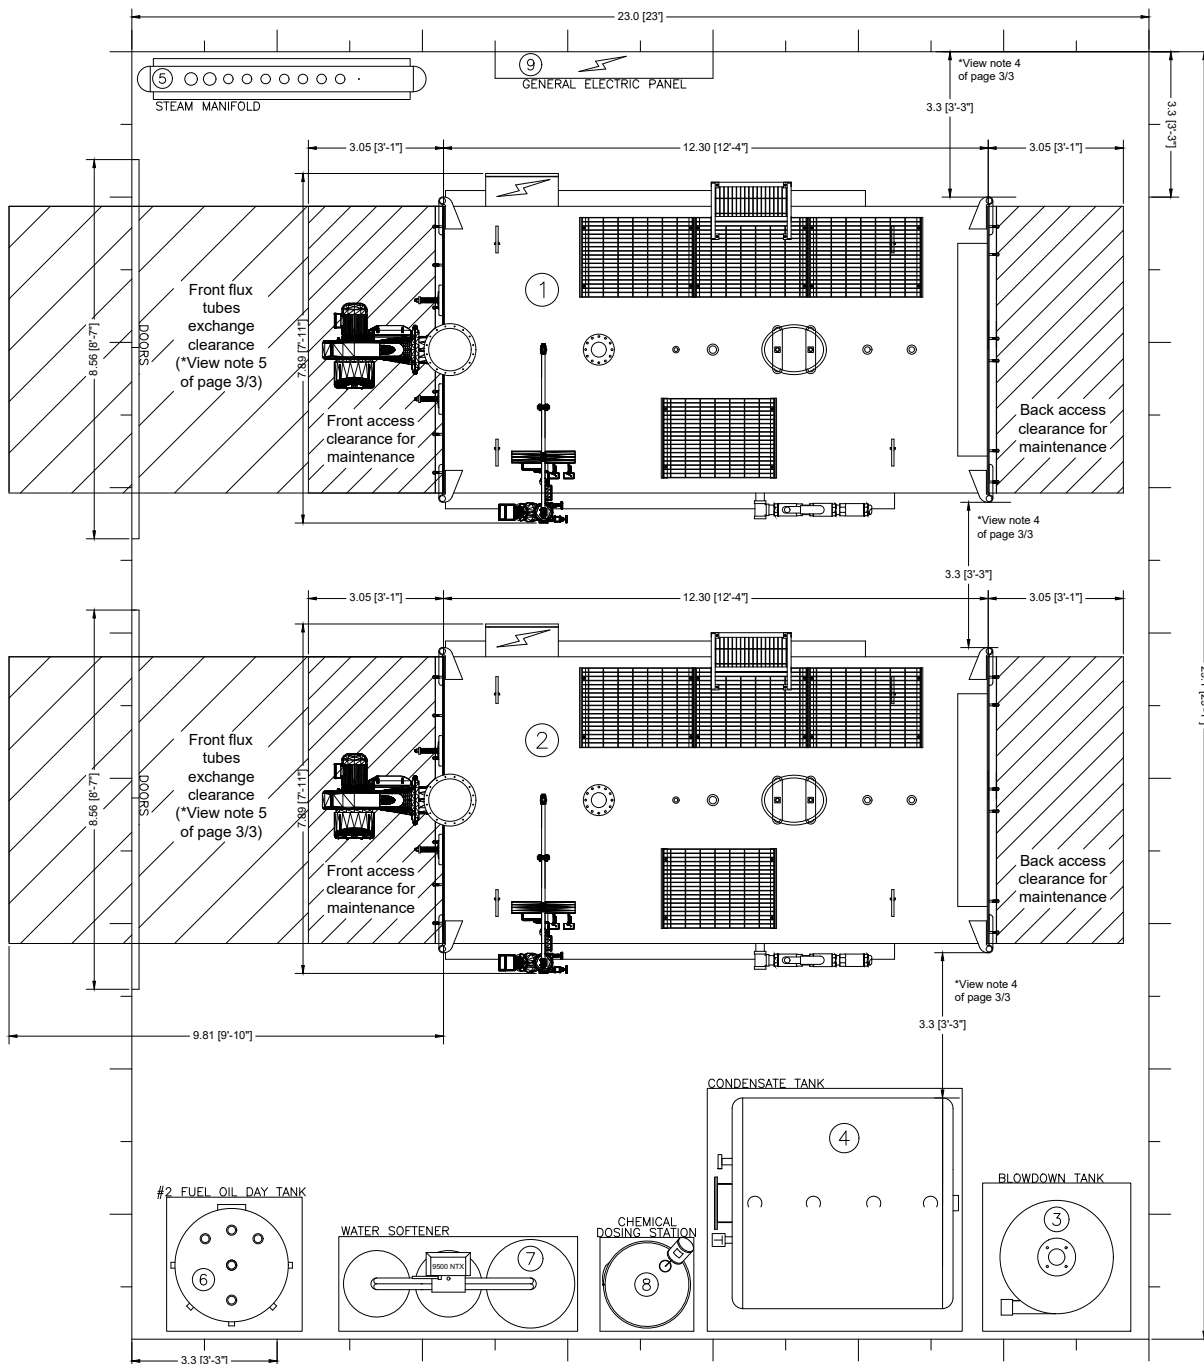 23.0 [23']
5
STEAM MANIFOLD
9
GENERAL ELECTRIC PANEL
*View note 4
of page 3/3
3.3 [3'-3"]
3.3 [3'-3"]
3.05 [3'-1"]
12.30 [12'-4"]
3.05 [3'-1"]
8.56 [8'-7"]
DOORS
Front flux
tubes
exchange
clearance
(*View note 5
of page 3/3)
7.89 [7'-11"]
Front access
clearance for
maintenance
1
Back access
clearance for
maintenance
*View note 4
of page 3/3
3.3 [3'-3"]
3.05 [3'-1"]
12.30 [12'-4"]
3.05 [3'-1"]
8.56 [8'-7"]
DOORS
Front flux
tubes
exchange
clearance
(*View note 5
of page 3/3)
7.89 [7'-11"]
Front access
clearance for
maintenance
2
Back access
clearance for
maintenance
*View note 4
of page 3/3
3.3 [3'-3"]
9.81 [9'-10"]
CONDENSATE TANK
4
#2 FUEL OIL DAY TANK
6
WATER SOFTENER
9500 NTX
7
CHEMICAL
DOSING STATION
8
BLOWDOWN TANK
3
3.3 [3'-3"]